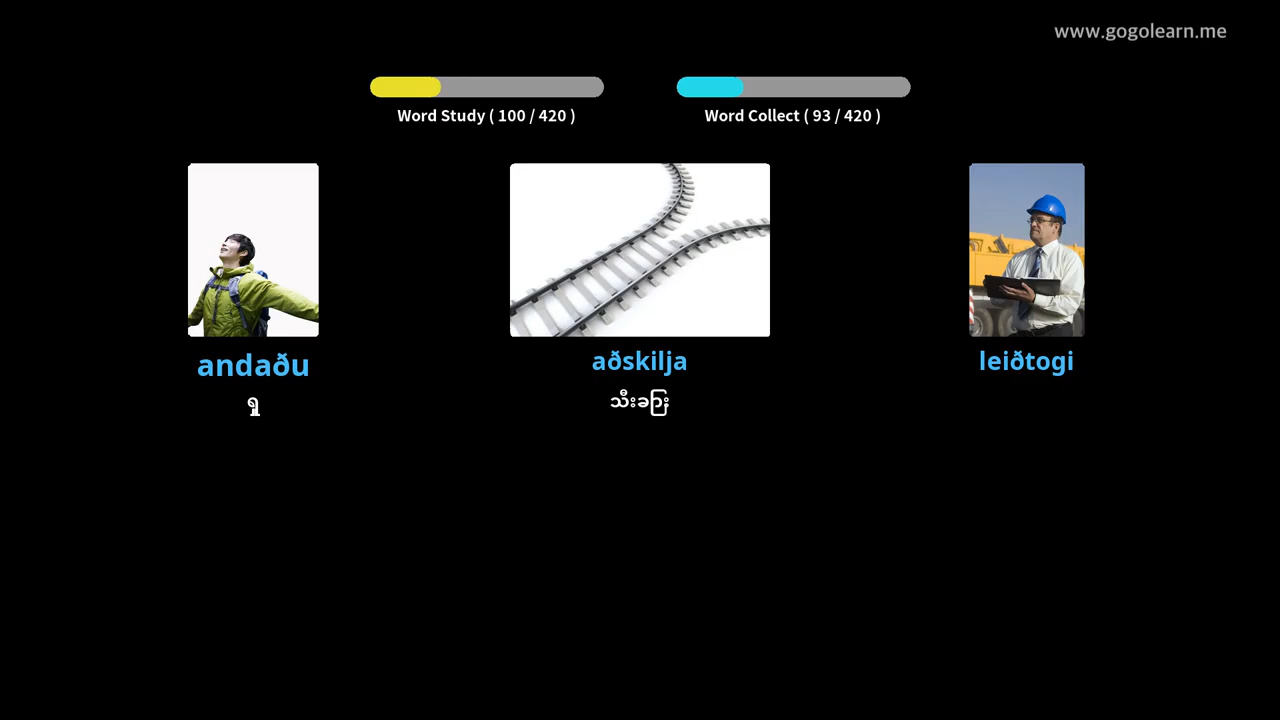 www.gogolearn.me
Word Study ( 100 / 420 )
Word Collect ( 93 / 420 )
andaðu
aðskilja
leiðtogi
ရှူ
သီးခြား